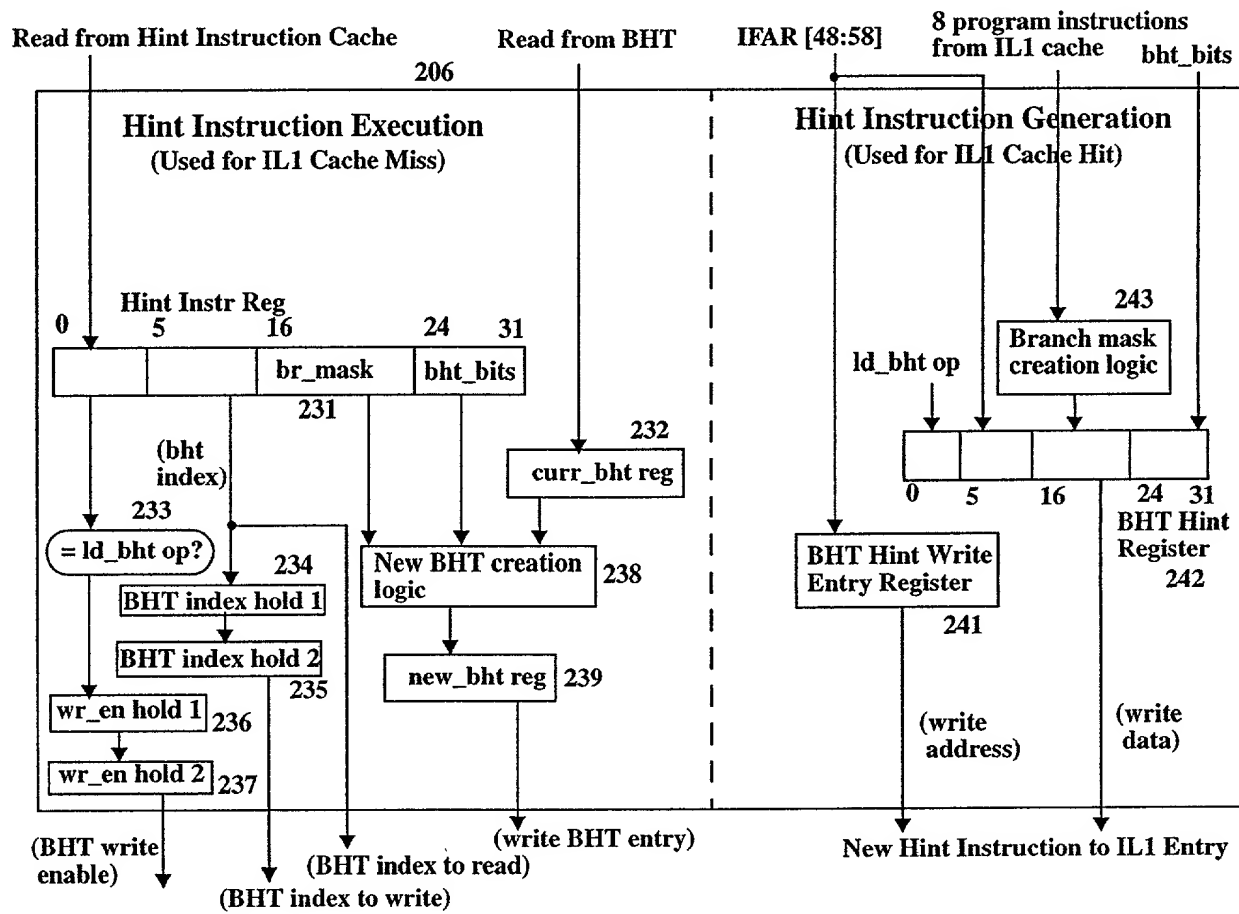 Read from Hint Instruction Cache
Read from BHT
IFAR [48:58]
8 program instructions
from IL1 cache
bht_bits
206
Hint Instruction Execution
(Used for IL1 Cache Miss)
Hint Instruction Generation
(Used for IL1 Cache Hit)
Hint Instr Reg
0
5
16
24
31
br_mask
bht_bits
231
(bht
index)
232
curr_bht reg
233
= ld_bht op?
234
BHT index hold 1
BHT index hold 2
235
wr_en hold 1
236
wr_en hold 2
237
New BHT creation
logic
238
new_bht reg
239
(BHT write
enable)
(BHT index to write)
(BHT index to read)
(write BHT entry)
243
Branch mask
creation logic
ld_bht op
0
5
16
24
31
BHT Hint
Register
242
BHT Hint Write
Entry Register
241
(write
address)
(write
data)
New Hint Instruction to IL1 Entry